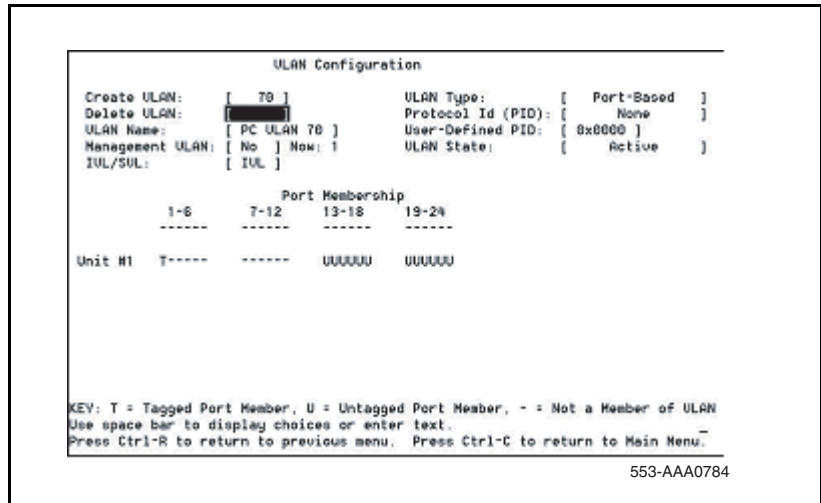 VLAN Configuration
Create VLAN: [ 70 ] VLAN Type: [ Port-Based ]
Delete VLAN: [ ] Protocol Id (PID): [ None ]
VLAN Name: [ PC VLAN 70 ] User-Defined PID: [ 0x0000 ]
Management VLAN: [ No ] Now: 1 VLAN State: [ Active ]
IVL/SVL: [ IVL ]
Port Membership
1-6 7-12 13-18 19-24
------ ------ ------ ------
Unit #1 T----- ------ UUUUUU UUUUUU
KEY: T = Tagged Port Member, U = Untagged Port Member, - = Not a Member of VLAN
Use space bar to display choices or enter text.
Press Ctrl-R to return to previous menu. Press Ctrl-C to return to Main Menu.
553-AAA0784